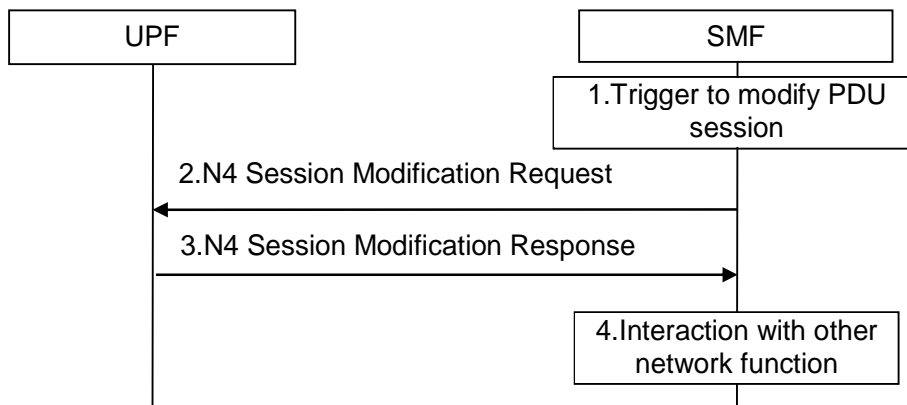 UPF
SMF
1.Trigger to modify PDU
session
2.N4 Session Modification Request
3.N4 Session Modification Response
4.Interaction with other
network function